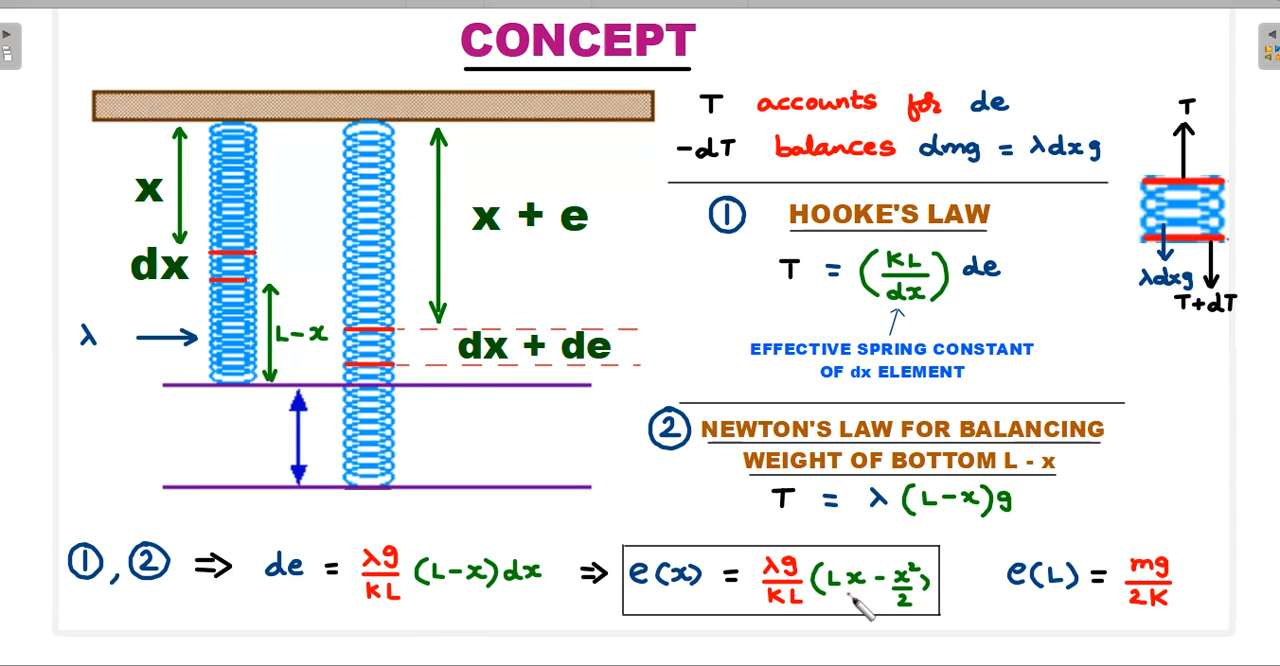 CONCEPT
T accounts for de
-dT balances dmg = λdxg
x
dx
L-x
λ
x + e
dx + de
T
λdxg
T+dT
① HOOKE'S LAW
T = (KL/dx) de
EFFECTIVE SPRING CONSTANT
OF dx ELEMENT
② NEWTON'S LAW FOR BALANCING
WEIGHT OF BOTTOM L - x
T = λ(L-x)g
①, ② ⇒ de = λg/KL (L-x)dx ⇒ e(x) = λg/KL (Lx - x²/2) e(L) = mg/2K